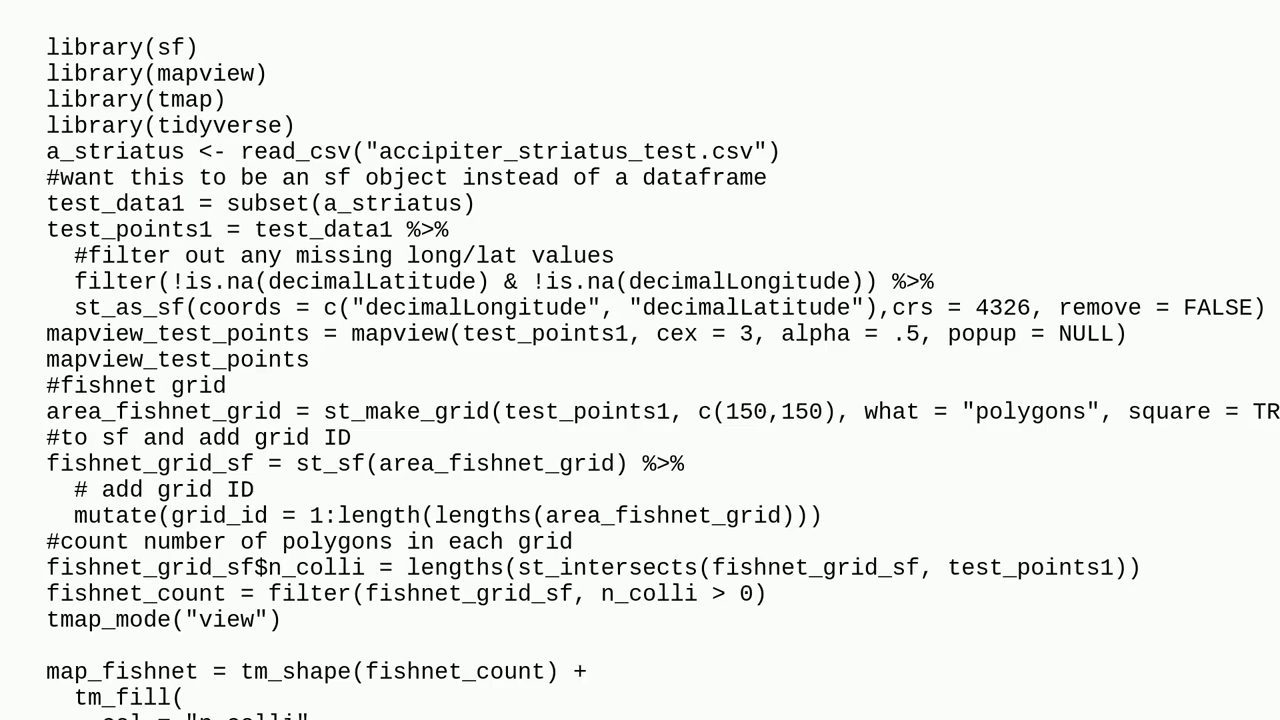 library(sf)
library(mapview)
library(tmap)
library(tidyverse)
a_striatus <- read_csv("accipiter_striatus_test.csv")
#want this to be an sf object instead of a dataframe
test_data1 = subset(a_striatus)
test_points1 = test_data1 %>%
  #filter out any missing long/lat values
  filter(!is.na(decimalLatitude) & !is.na(decimalLongitude)) %>%
  st_as_sf(coords = c("decimalLongitude", "decimalLatitude"),crs = 4326, remove = FALSE)
mapview_test_points = mapview(test_points1, cex = 3, alpha = .5, popup = NULL)
mapview_test_points
#fishnet grid
area_fishnet_grid = st_make_grid(test_points1, c(150,150), what = "polygons", square = TR
#to sf and add grid ID
fishnet_grid_sf = st_sf(area_fishnet_grid) %>%
  # add grid ID
  mutate(grid_id = 1:length(lengths(area_fishnet_grid)))
#count number of polygons in each grid
fishnet_grid_sf$n_colli = lengths(st_intersects(fishnet_grid_sf, test_points1))
fishnet_count = filter(fishnet_grid_sf, n_colli > 0)
tmap_mode("view")

map_fishnet = tm_shape(fishnet_count) +
  tm_fill(
    col = "n_colli"